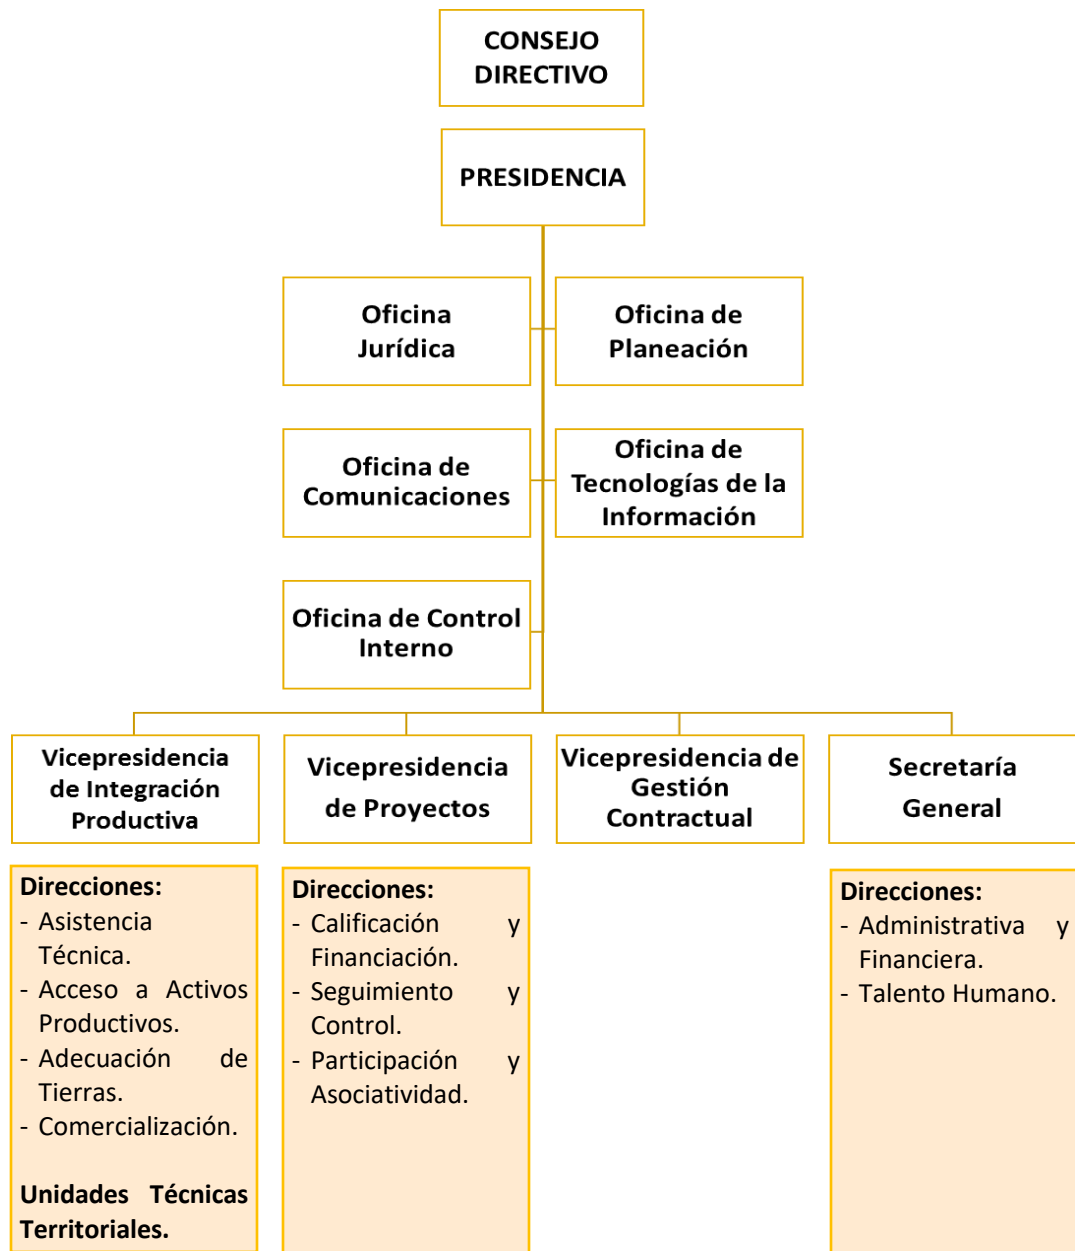 CONSEJO
DIRECTIVO
PRESIDENCIA
Oficina
Jurídica
Oficina de
Planeación
Oficina de
Comunicaciones
Oficina de
Tecnologías de la
Información
Oficina de Control
Interno
Vicepresidencia
de Integración
Productiva
Vicepresidencia
de Proyectos
Vicepresidencia de
Gestión
Contractual
Secretaría
General
Direcciones:
- Asistencia
Técnica.
- Acceso a Activos
Productivos.
- Adecuación de
Tierras.
- Comercialización.
Unidades Técnicas
Territoriales.
Direcciones:
- Calificación y
Financiación.
- Seguimiento y
Control.
- Participación y
Asociatividad.
Direcciones:
- Administrativa y
Financiera.
- Talento Humano.